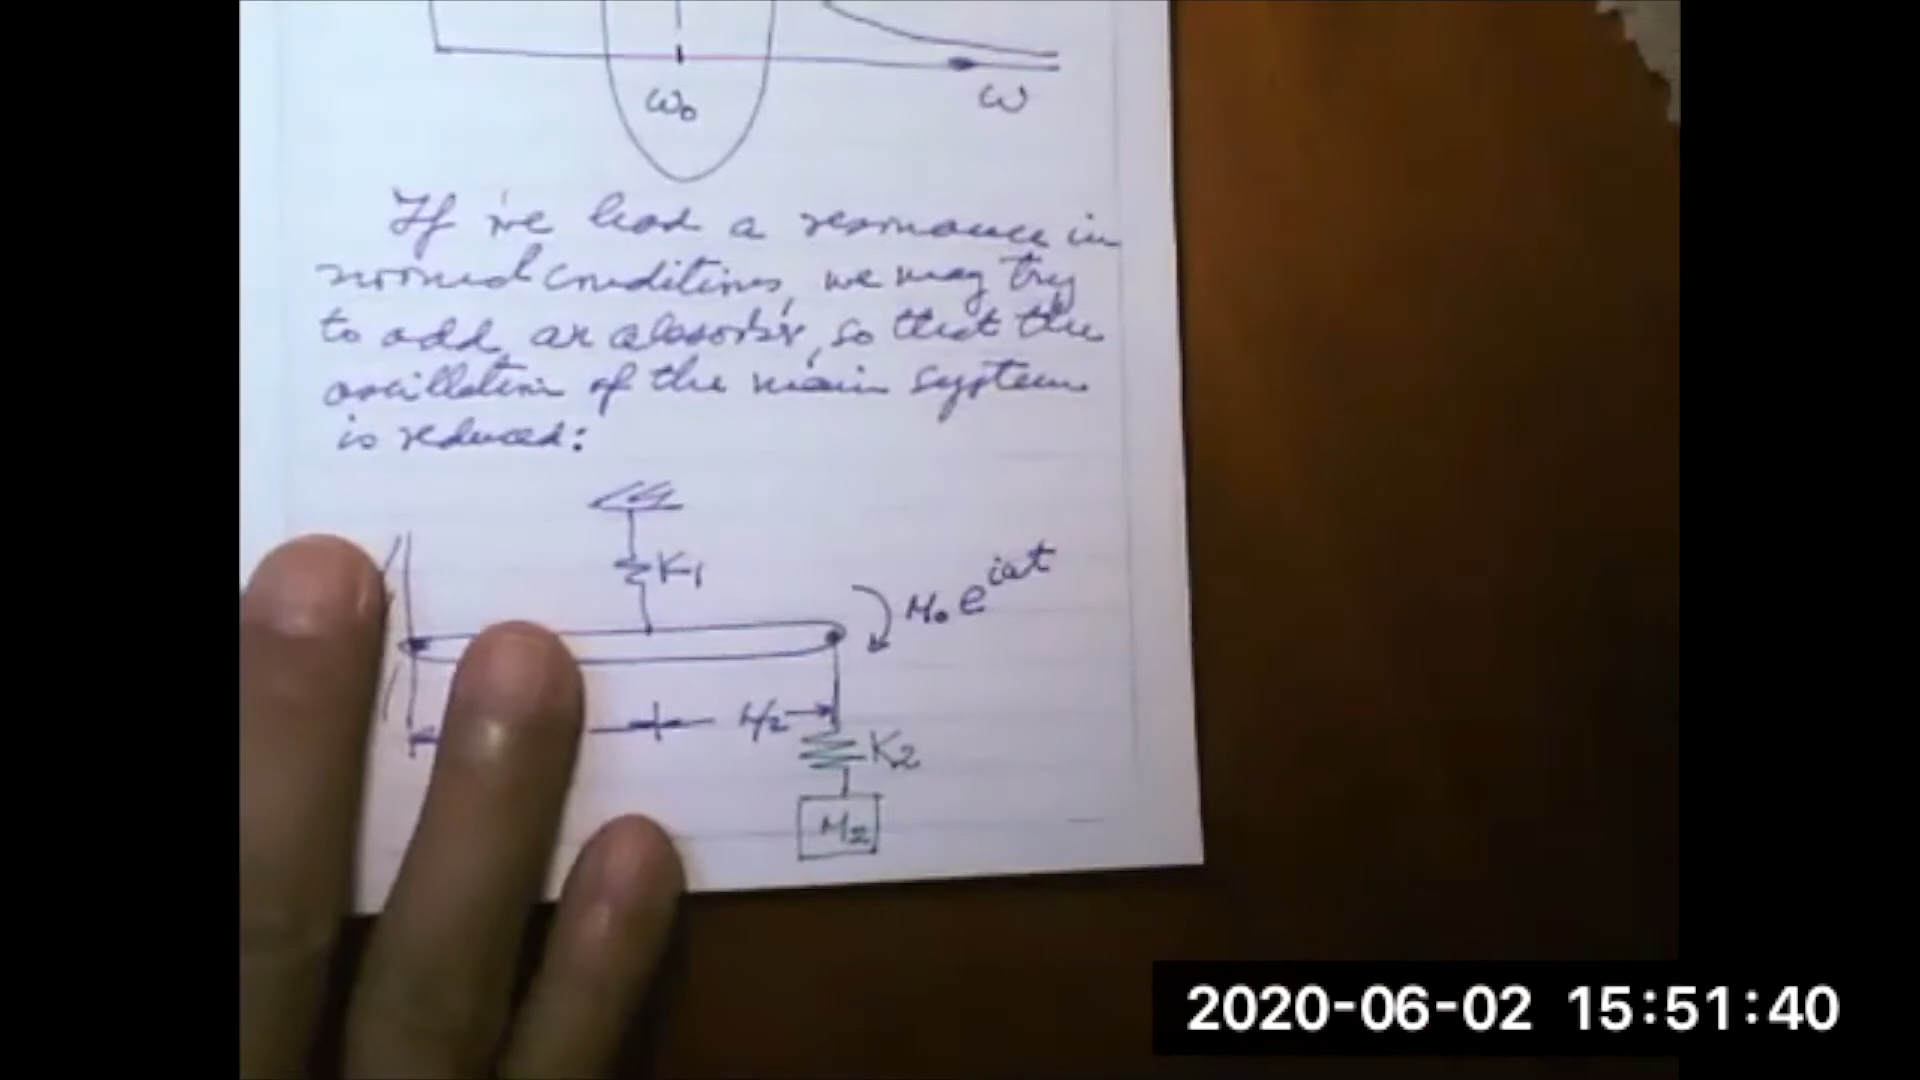 ω₀ ω
If we had a resonance in
normal conditions, we may try
to add an absorber, so that the
oscillation of the main system
is reduced:
K₁
M₀ e^iωt
L/2
K₂
M₂
2020-06-02 15:51:40